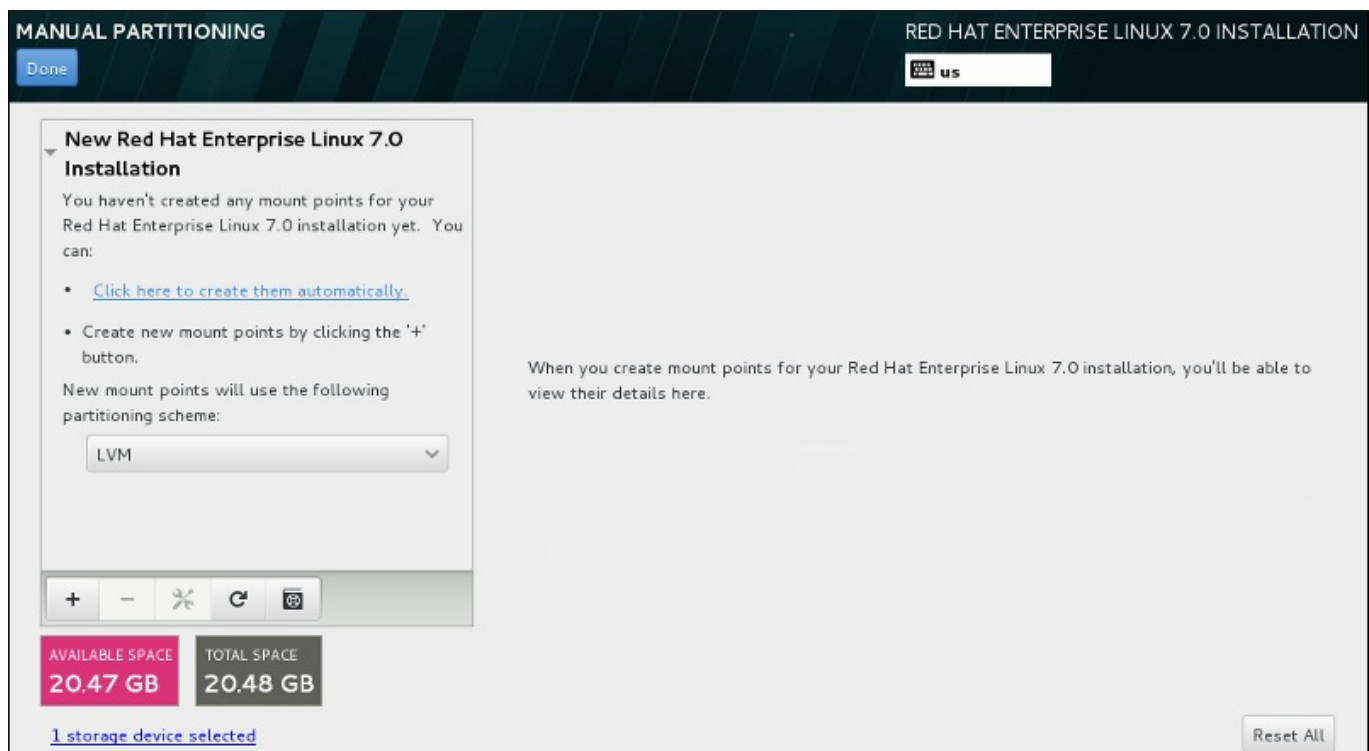 MANUAL PARTITIONING
RED HAT ENTERPRISE LINUX 7.0 INSTALLATION
Done
us
New Red Hat Enterprise Linux 7.0
Installation
You haven't created any mount points for your
Red Hat Enterprise Linux 7.0 installation yet. You
can:
• Click here to create them automatically.
• Create new mount points by clicking the '+'
button.
New mount points will use the following
partitioning scheme:
LVM
When you create mount points for your Red Hat Enterprise Linux 7.0 installation, you'll be able to
view their details here.
+ −
AVAILABLE SPACE
20.47 GB
TOTAL SPACE
20.48 GB
1 storage device selected
Reset All